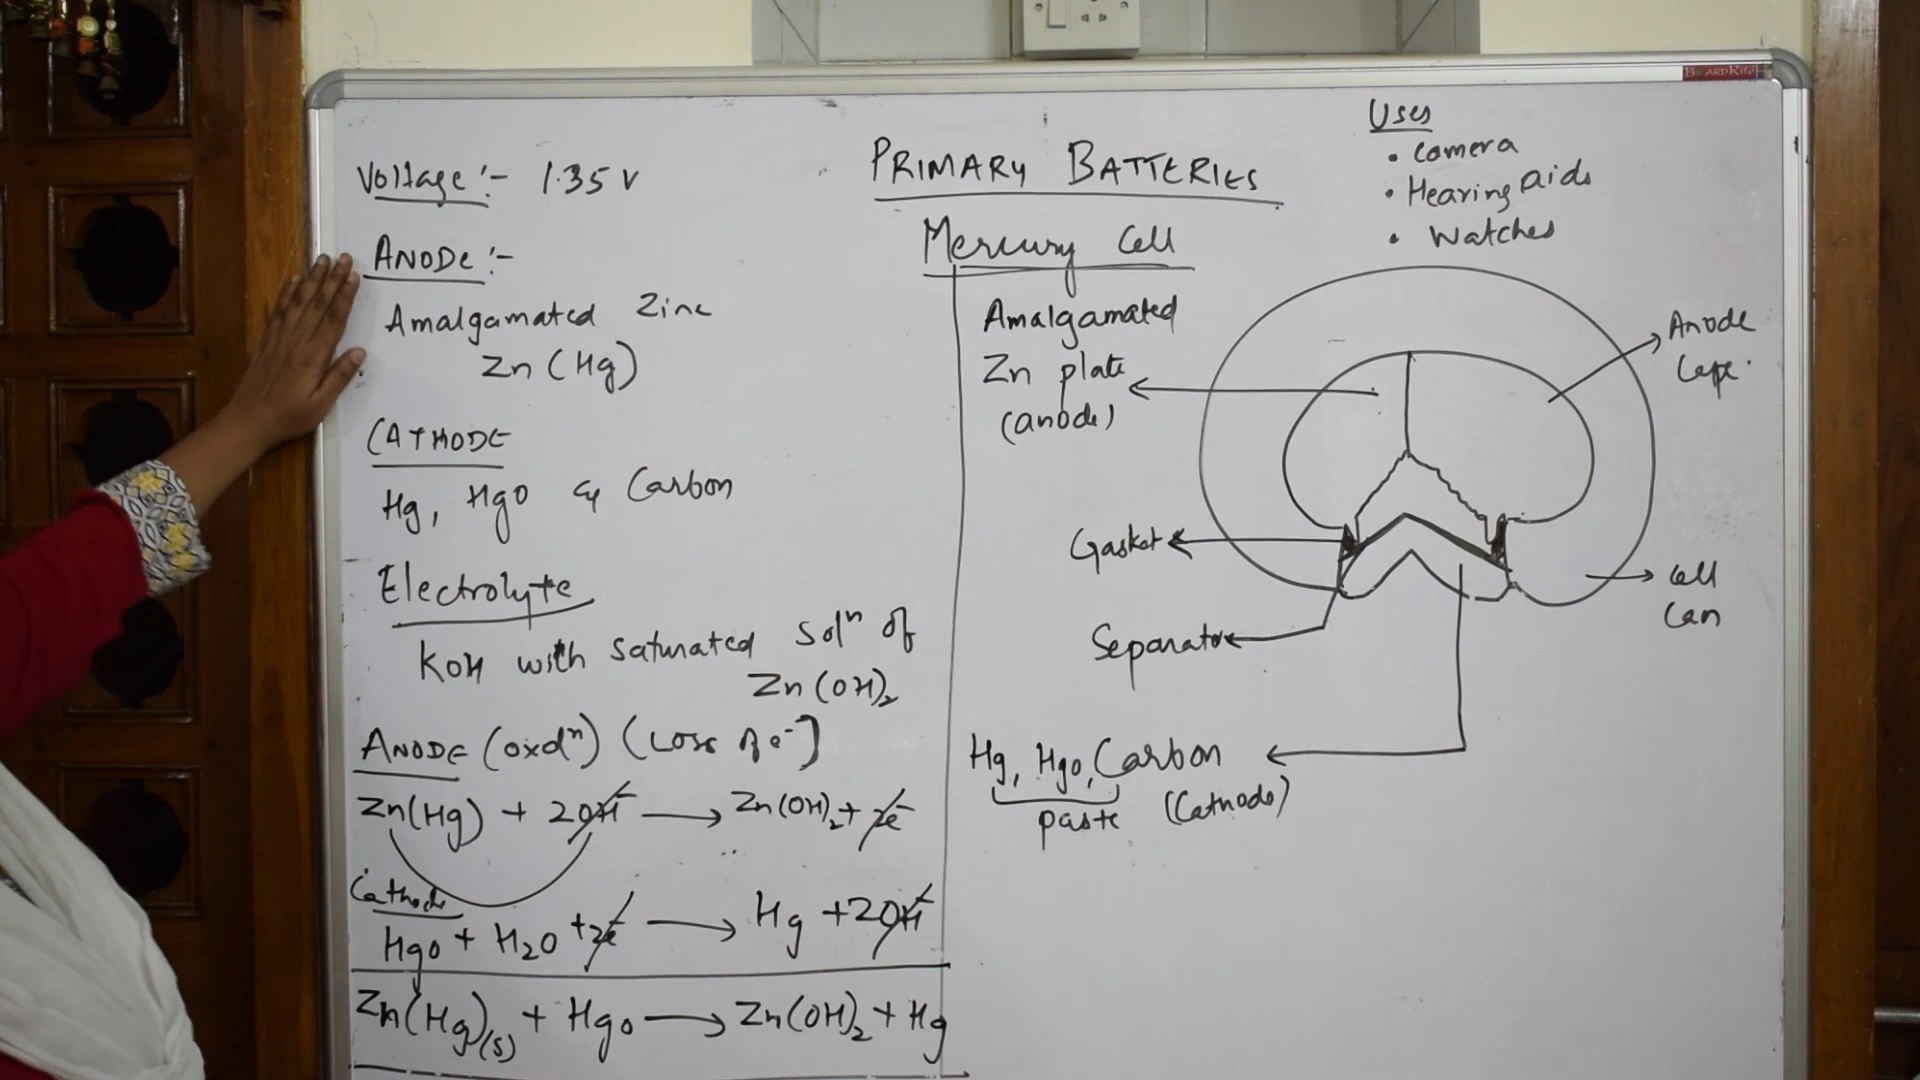 BOARDRITE
PRIMARY BATTERIES
Mercury Cell
Voltage :- 1.35 V
ANODE :-
Amalgamated Zinc
Zn (Hg)
CATHODE
Hg, HgO & Carbon
Electrolyte
KOH with saturated solⁿ of
Zn(OH)₂
ANODE (oxdⁿ) (Loss of e⁻)
Zn(Hg) + 2OH⁻ ⟶ Zn(OH)₂ + 2e⁻
Cathode
HgO + H₂O + 2e⁻ ⟶ Hg + 2OH⁻
Zn(Hg)(s) + HgO ⟶ Zn(OH)₂ + Hg
Uses
• Camera
• Hearing aids
• Watches
Amalgamated
Zn plate
(anode)
Anode
Cape.
Gasket
Cell
Can
Separator
Hg, HgO, Carbon
paste (Cathode)